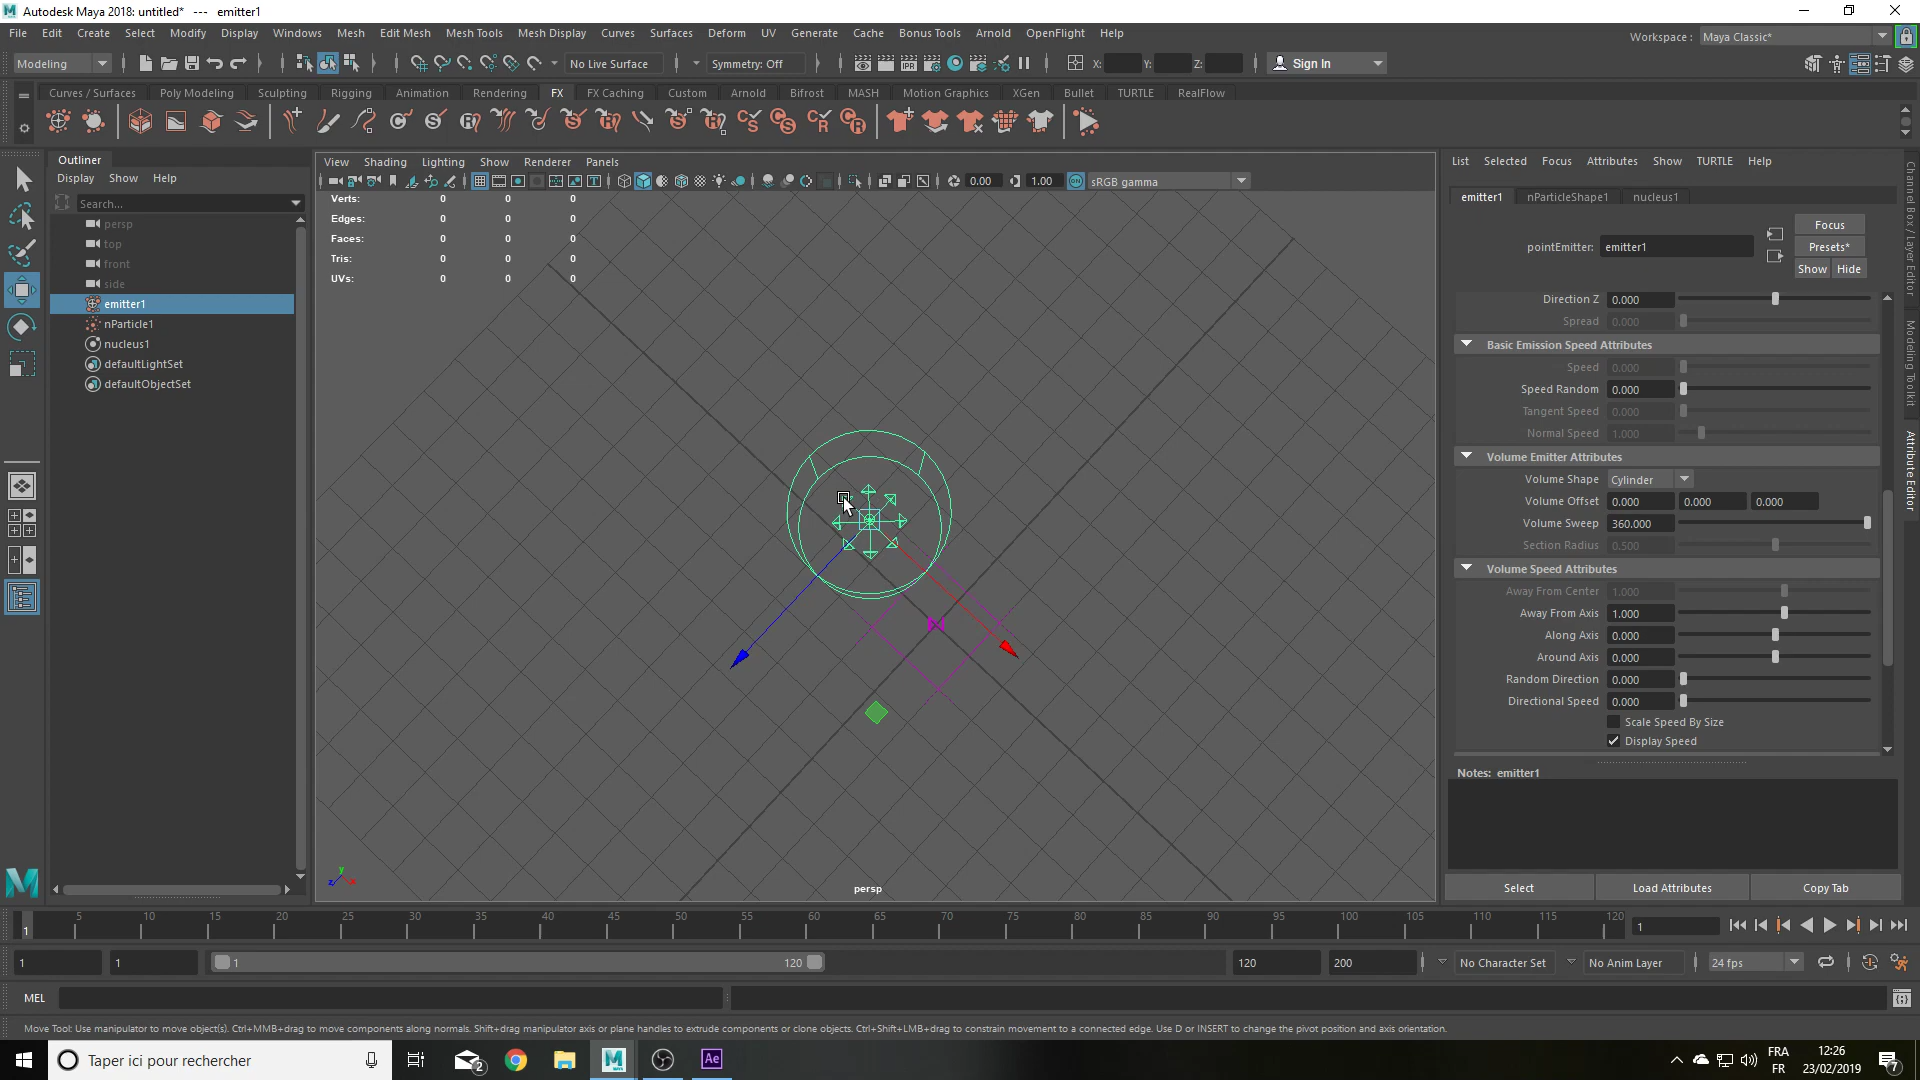 Autodesk Maya 2018: untitled* --- emitter1
File Edit Create Select Modify Display Windows Mesh Edit Mesh Mesh Tools Mesh Display Curves Surfaces Deform UV Generate Cache Bonus Tools Arnold OpenFlight Help Workspace : Maya Classic*
Modeling No Live Surface Symmetry: Off X: Y: Z: Sign In
Curves / Surfaces Poly Modeling Sculpting Rigging Animation Rendering FX FX Caching Custom Arnold Bifrost MASH Motion Graphics XGen Bullet TURTLE RealFlow
Outliner
Display Show Help
Search...
persp
top
front
side
emitter1
nParticle1
nucleus1
defaultLightSet
defaultObjectSet
View Shading Lighting Show Renderer Panels
0.00 1.00 sRGB gamma
Verts: 0 0 0
Edges: 0 0 0
Faces: 0 0 0
Tris: 0 0 0
UVs: 0 0 0
persp
List Selected Focus Attributes Show TURTLE Help
emitter1 nParticleShape1 nucleus1
Focus
pointEmitter: emitter1 Presets*
Show Hide
Direction Z 0.000
Spread 0.000
Basic Emission Speed Attributes
Speed 0.000
Speed Random 0.000
Tangent Speed 0.000
Normal Speed 1.000
Volume Emitter Attributes
Volume Shape Cylinder
Volume Offset 0.000 0.000 0.000
Volume Sweep 360.000
Section Radius 0.500
Volume Speed Attributes
Away From Center 1.000
Away From Axis 1.000
Along Axis 0.000
Around Axis 0.000
Random Direction 0.000
Directional Speed 0.000
Scale Speed By Size
Display Speed
Notes: emitter1
Select Load Attributes Copy Tab
Channel Box / Layer Editor
Modeling Toolkit
Attribute Editor
5 10 15 20 25 30 35 40 45 50 55 60 65 70 75 80 85 90 95 100 105 110 115 120
1 1
1 1 1 120 120 200 No Character Set No Anim Layer 24 fps
MEL
Move Tool: Use manipulator to move object(s). Ctrl+MMB+drag to move components along normals. Shift+drag manipulator axis or plane handles to extrude components or clone objects. Ctrl+Shift+LMB+drag to constrain movement to a connected edge. Use D or INSERT to change the pivot position and axis orientation.
Taper ici pour rechercher 2 Ae FRA
FR 12:26
23/02/2019 7